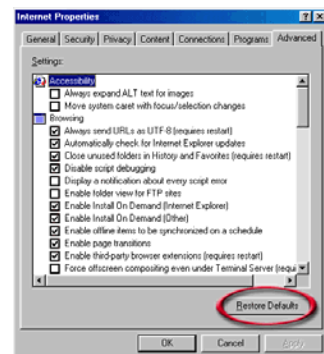 Internet Properties
General Security Privacy Content Connections Programs Advanced
Settings:
Accessibility
Always expand ALT text for images
Move system caret with focus/selection changes
Browsing
Always send URLs as UTF-8 (requires restart)
Automatically check for Internet Explorer updates
Close unused folders in History and Favorites (requires restart)
Disable script debugging
Display a notification about every script error
Enable folder view for FTP sites
Enable Install On Demand (Internet Explorer)
Enable Install On Demand (Other)
Enable offline items to be synchronized on a schedule
Enable page transitions
Enable third-party browser extensions (requires restart)
Force offscreen compositing even under Terminal Server (requi
Restore Defaults
OK Cancel Apply